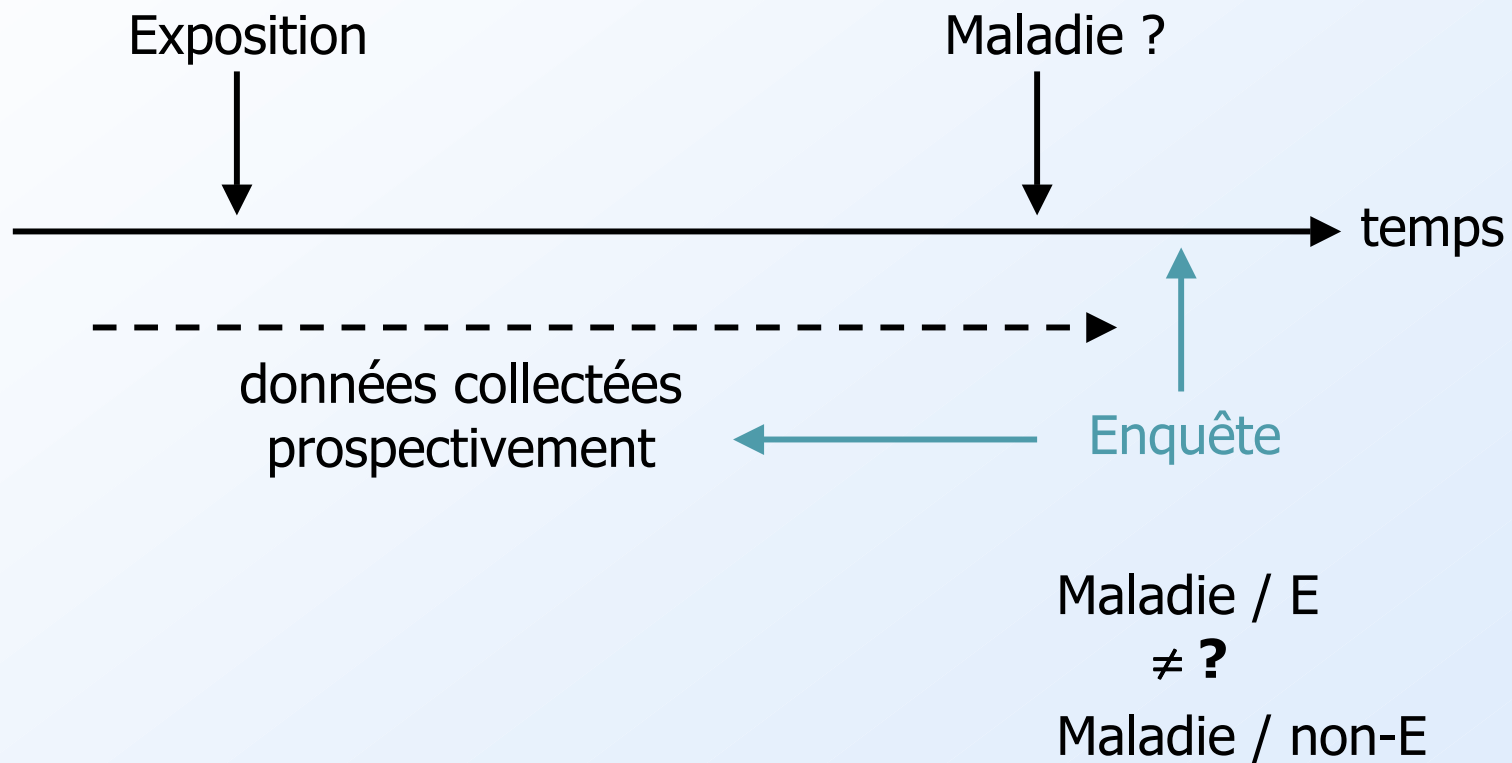 Exposition
Maladie ?
temps
données collectées
prospectivement
Enquête
Maladie / E
≠ ?
Maladie / non-E